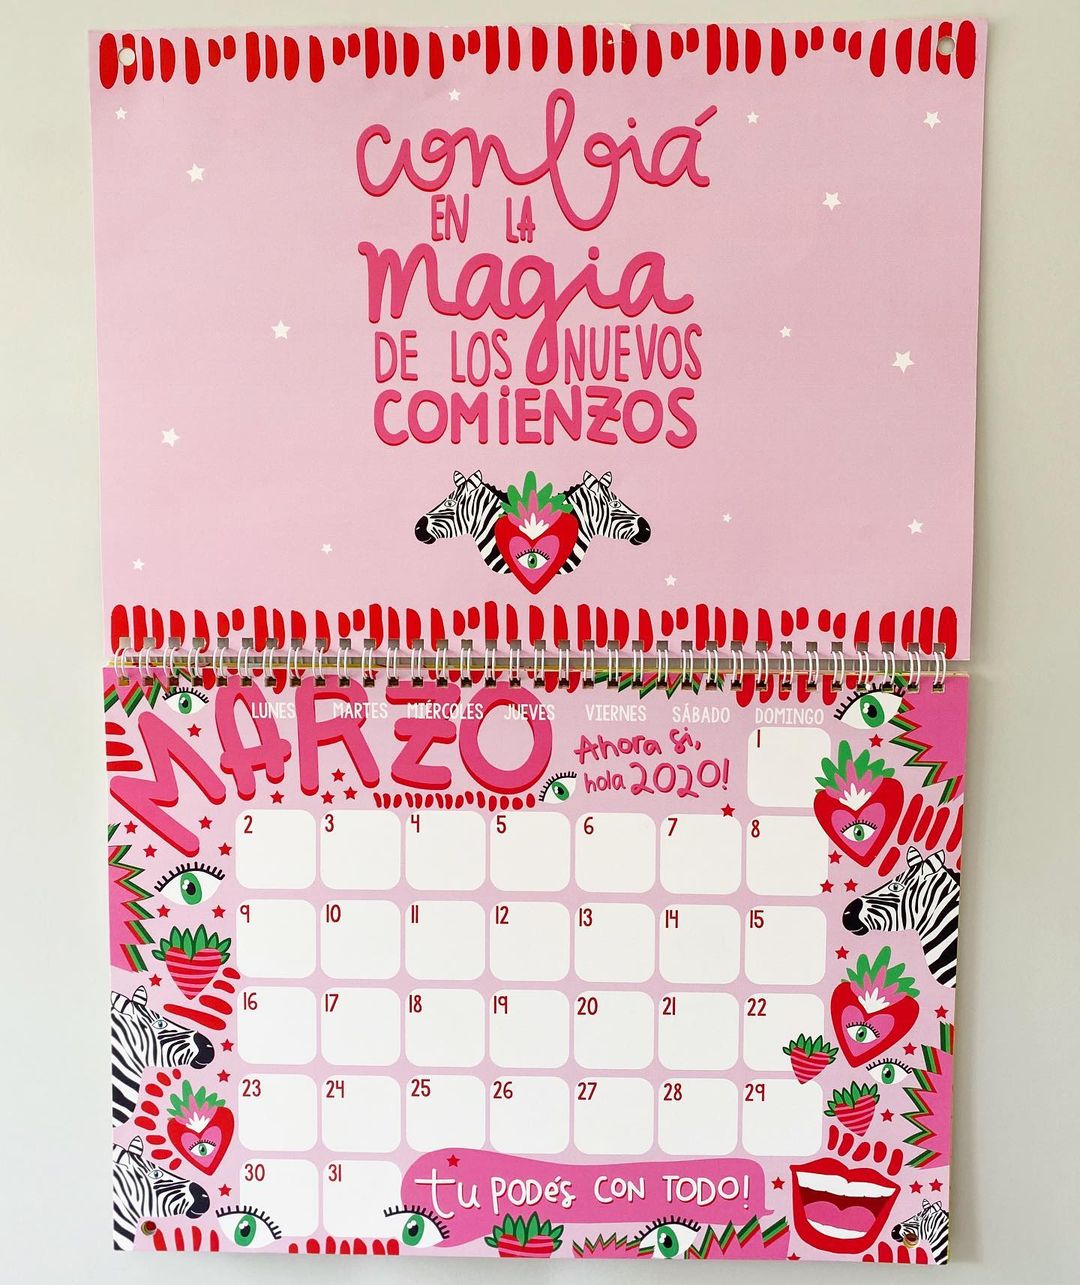 confiá
EN LA
magia
DE LOS NUEVOS
COMiENZOS
MARZO
LUNES MARTES MIÉRCOLES JUEVES VIERNES SÁBADO DOMINGO
Ahora si,
hola 2020!
1
2 3 4 5 6 7 8
9 10 11 12 13 14 15
16 17 18 19 20 21 22
23 24 25 26 27 28 29
30 31
tu PODéS CON TODO!